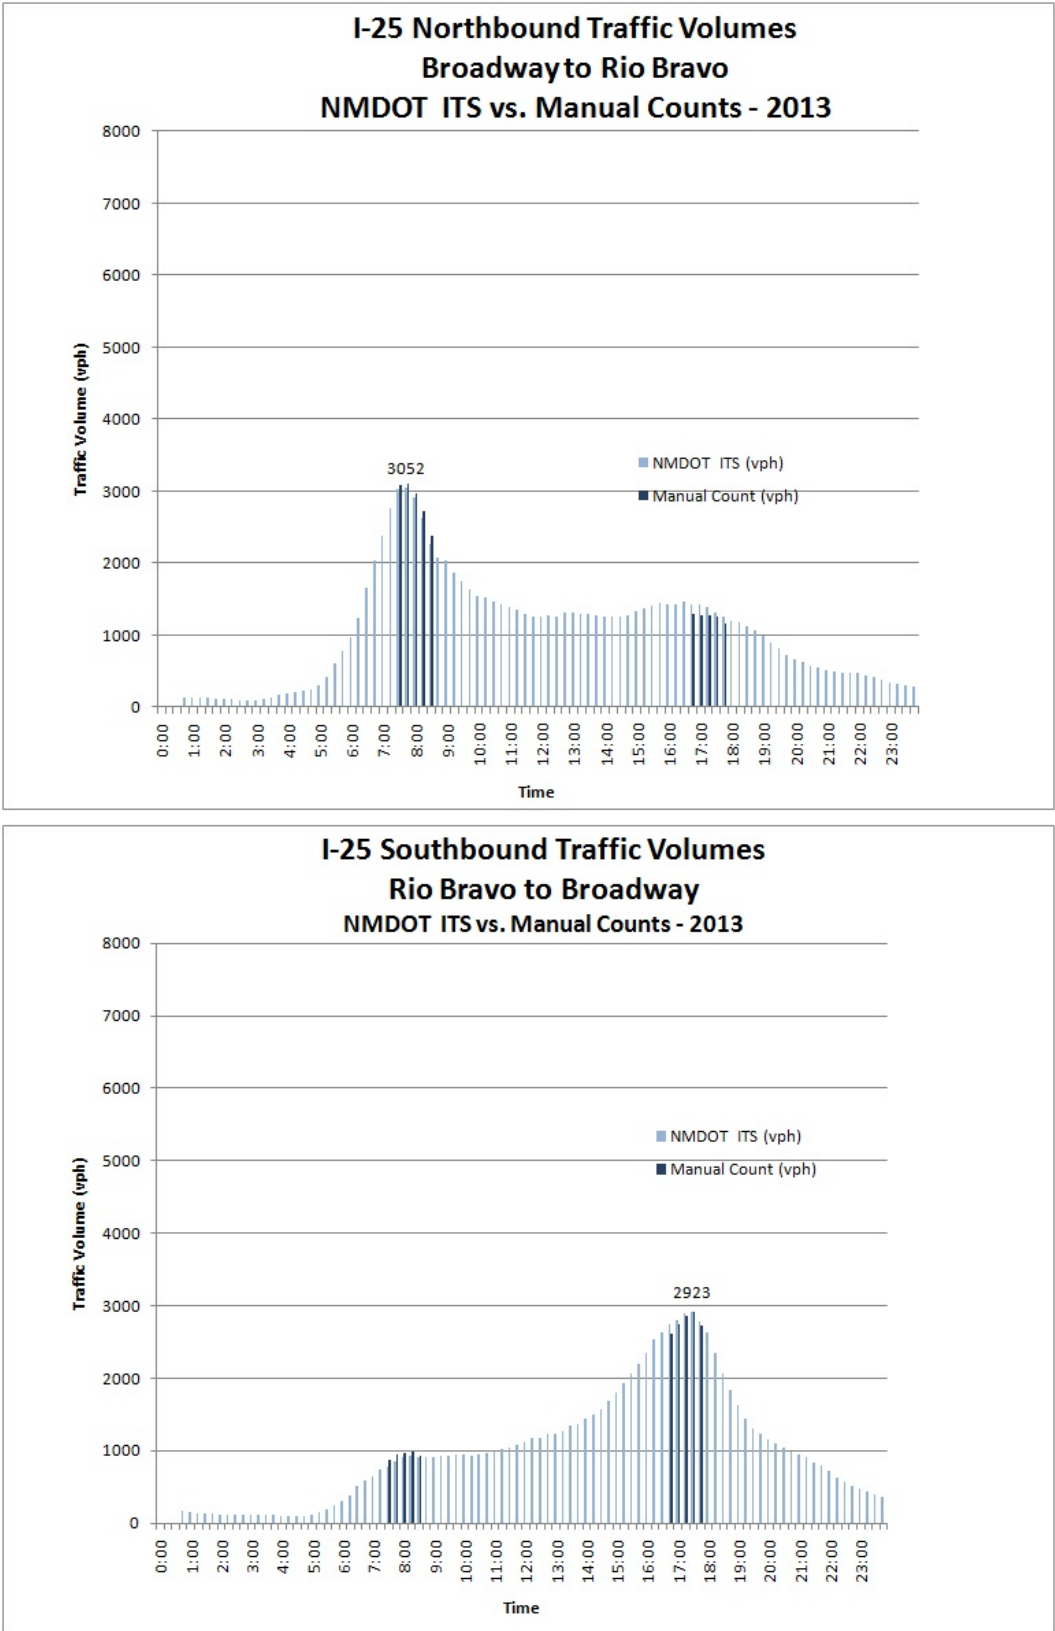 I-25 Northbound Traffic Volumes
Broadway to Rio Bravo
NMDOT ITS vs. Manual Counts - 2013
8000
7000
6000
5000
4000
3000
2000
1000
0
Traffic Volume (vph)
3052
NMDOT ITS (vph)
Manual Count (vph)
0:00 1:00 2:00 3:00 4:00 5:00 6:00 7:00 8:00 9:00 10:00 11:00 12:00 13:00 14:00 15:00 16:00 17:00 18:00 19:00 20:00 21:00 22:00 23:00
Time
I-25 Southbound Traffic Volumes
Rio Bravo to Broadway
NMDOT ITS vs. Manual Counts - 2013
8000
7000
6000
5000
4000
3000
2000
1000
0
Traffic Volume (vph)
NMDOT ITS (vph)
Manual Count (vph)
2923
0:00 1:00 2:00 3:00 4:00 5:00 6:00 7:00 8:00 9:00 10:00 11:00 12:00 13:00 14:00 15:00 16:00 17:00 18:00 19:00 20:00 21:00 22:00 23:00
Time